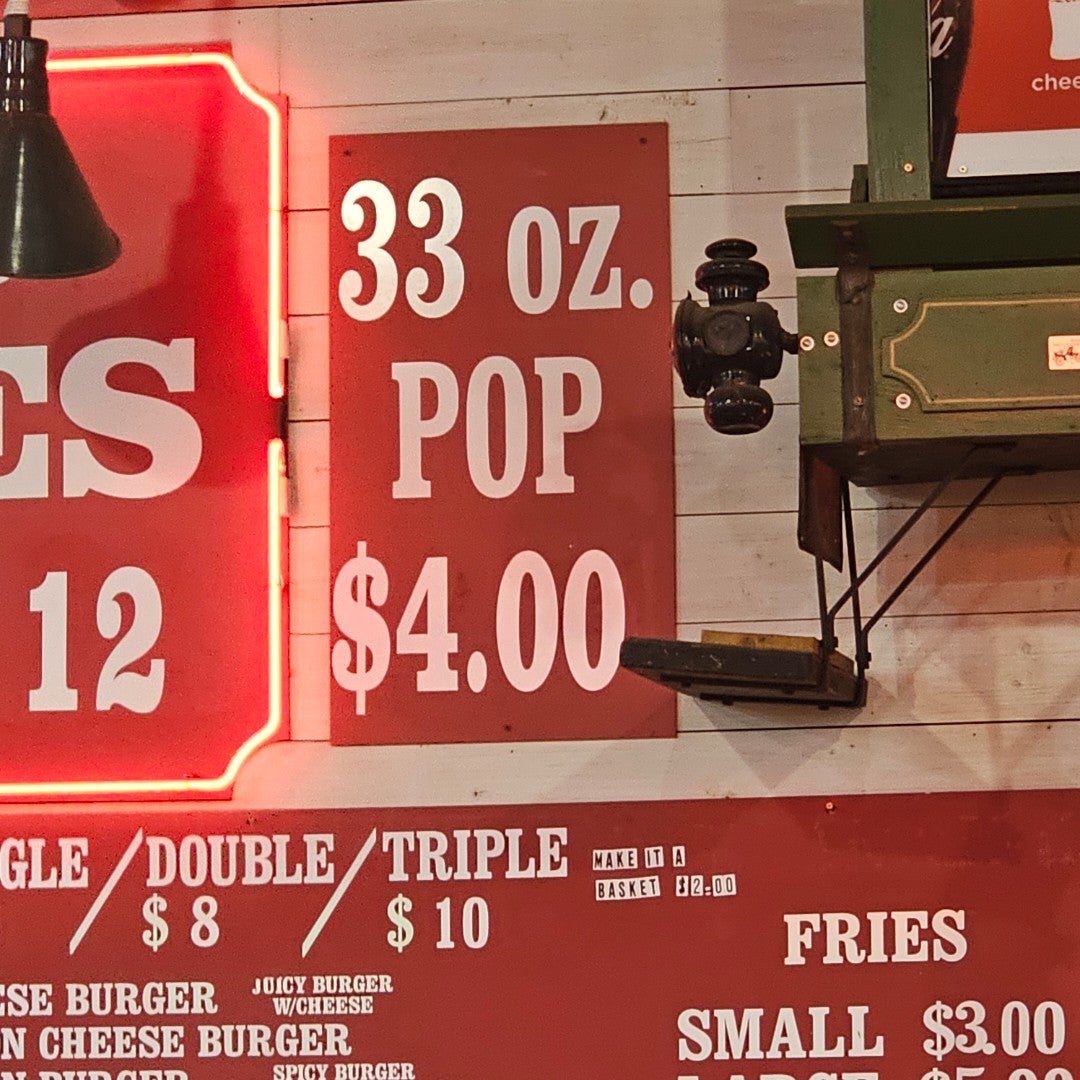 33 OZ.
POP
$4.00
ES
12
GLE/DOUBLE/TRIPLE
$ 8 $ 10
MAKE IT A
BASKET $2.00
ESE BURGER
JUICY BURGER
W/CHEESE
N CHEESE BURGER
SPICY BURGER
FRIES
SMALL $3.00
a
chee